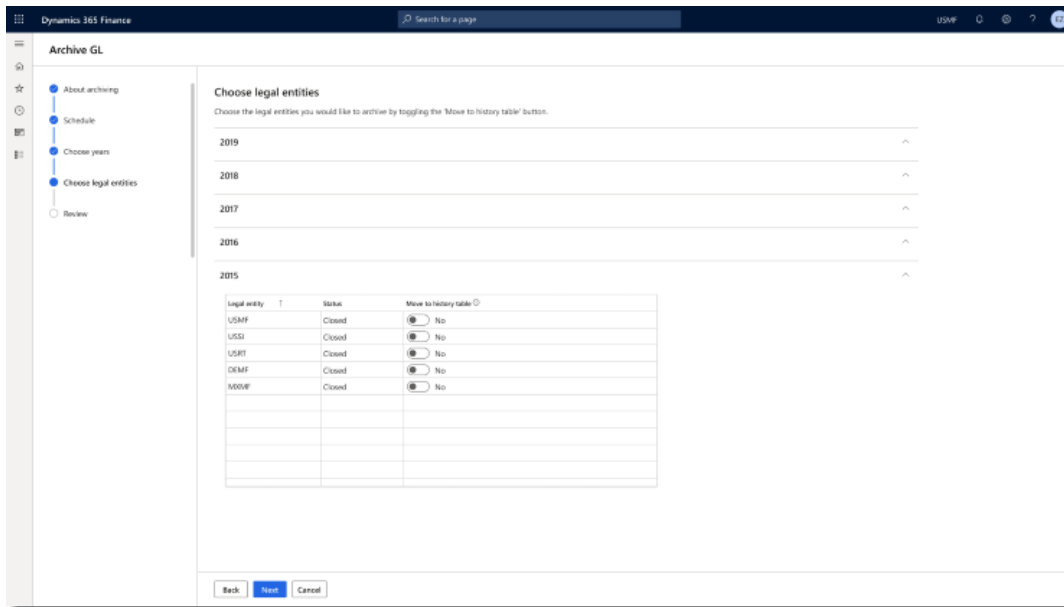 Dynamics 365 Finance
Search for a page
USMF
?
EZ
Archive GL
About archiving
Schedule
Choose years
Choose legal entities
Review
Choose legal entities
Choose the legal entities you would like to archive by toggling the 'Move to history table' button.
2019
2018
2017
2016
2015
Legal entity ↑ Status Move to history table
USMF Closed No
USSI Closed No
USRT Closed No
DEMF Closed No
MXMF Closed No
Back Next Cancel